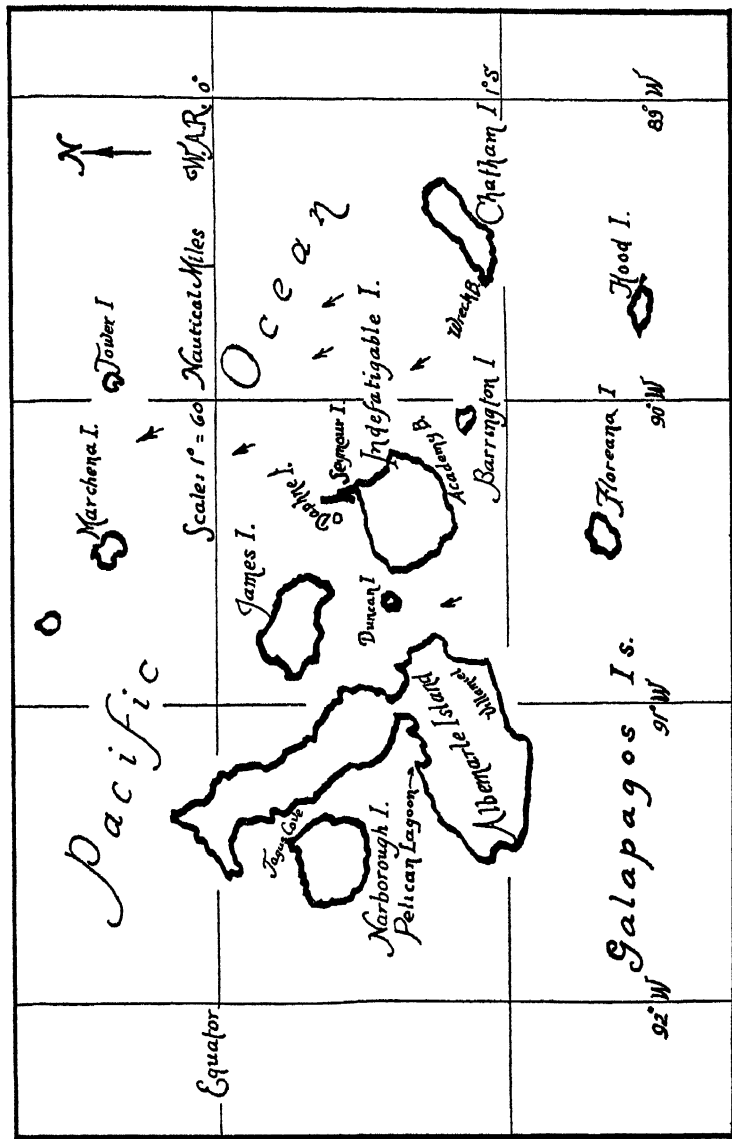 N
Marchena I.
Tower I
Pacific
Ocean
Scale: 1° = 60 Nautical Miles W.A.R. 0°
Equator
James I.
Daphne I.
Seymour I.
Indefatigable I.
Tagus Cove
Duncan I
Academy B.
Narborough I.
Pelican Lagoon
Albemarle Island
Villamiel
Barrington I
Wreck B.
Chatham I
1°S
Floreana I
Hood I.
Galapagos Is.
92° W
91° W
90° W
89° W